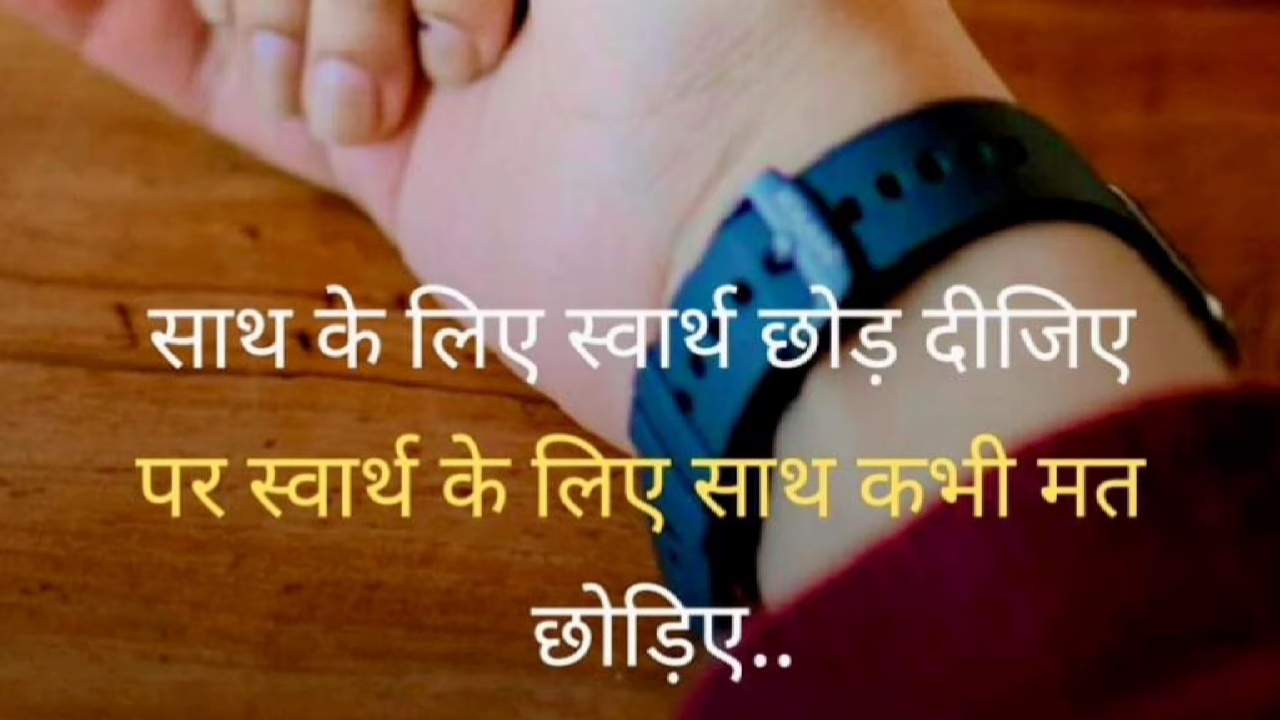 साथ के लिए स्वार्थ छोड़ दीजिए
पर स्वार्थ के लिए साथ कभी मत
छोड़िए..